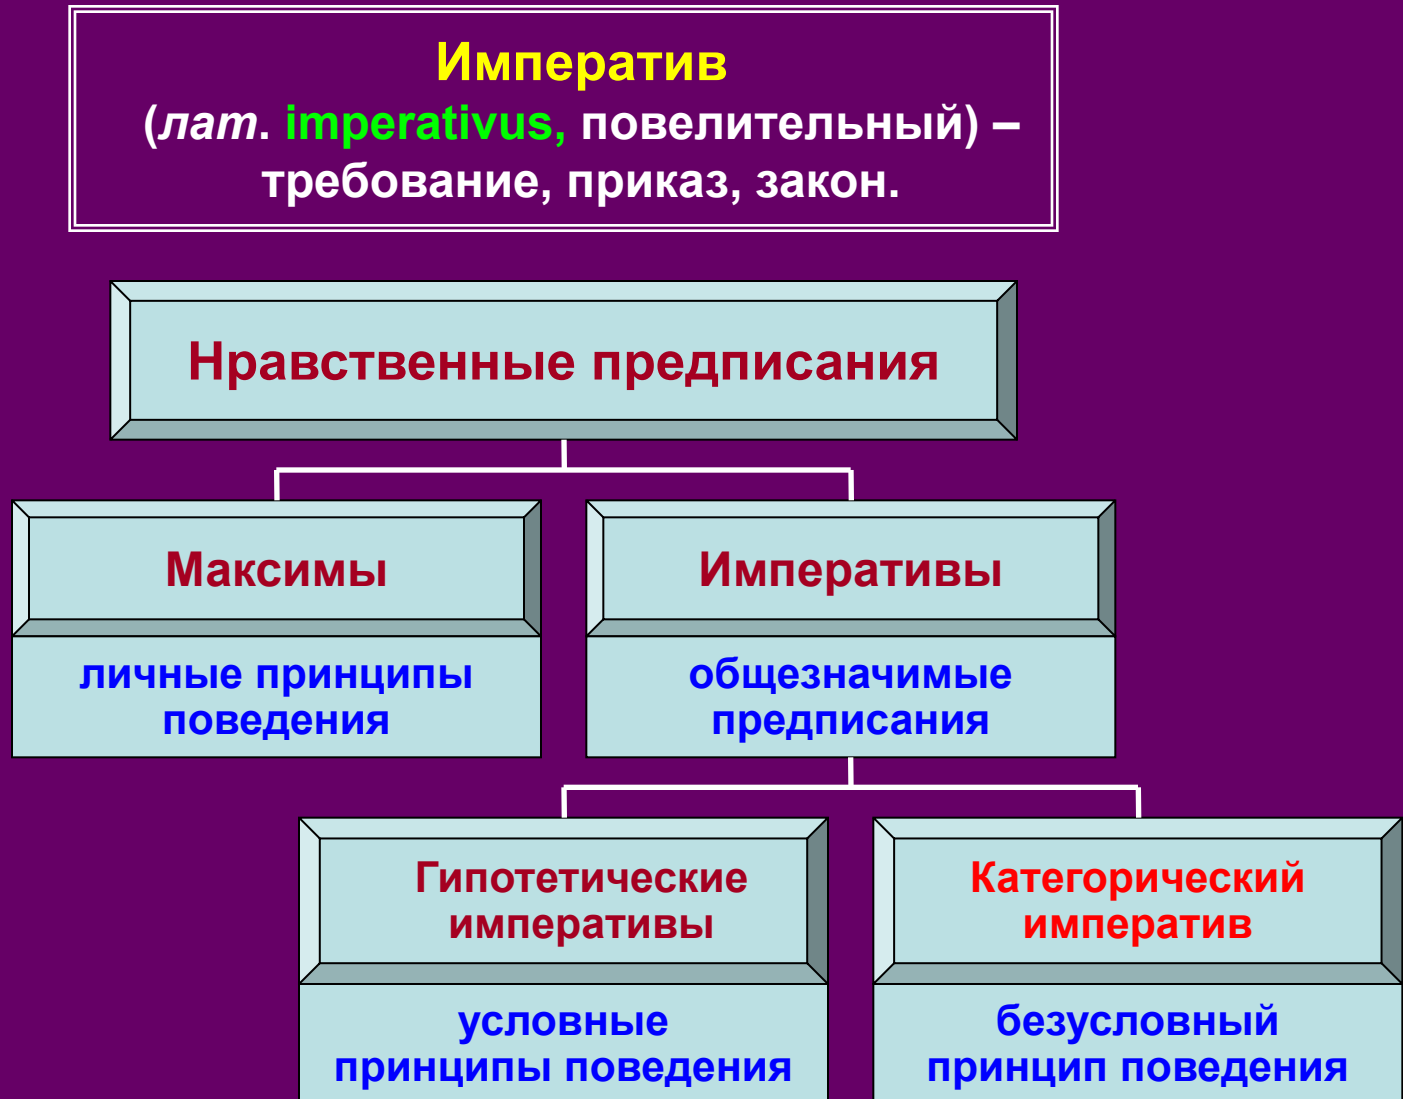 Императив
(лат. imperativus, повелительный) –
требование, приказ, закон.
Нравственные предписания
Максимы
личные принципы
поведения
Императивы
общезначимые
предписания
Гипотетические
императивы
условные
принципы поведения
Категорический
императив
безусловный
принцип поведения